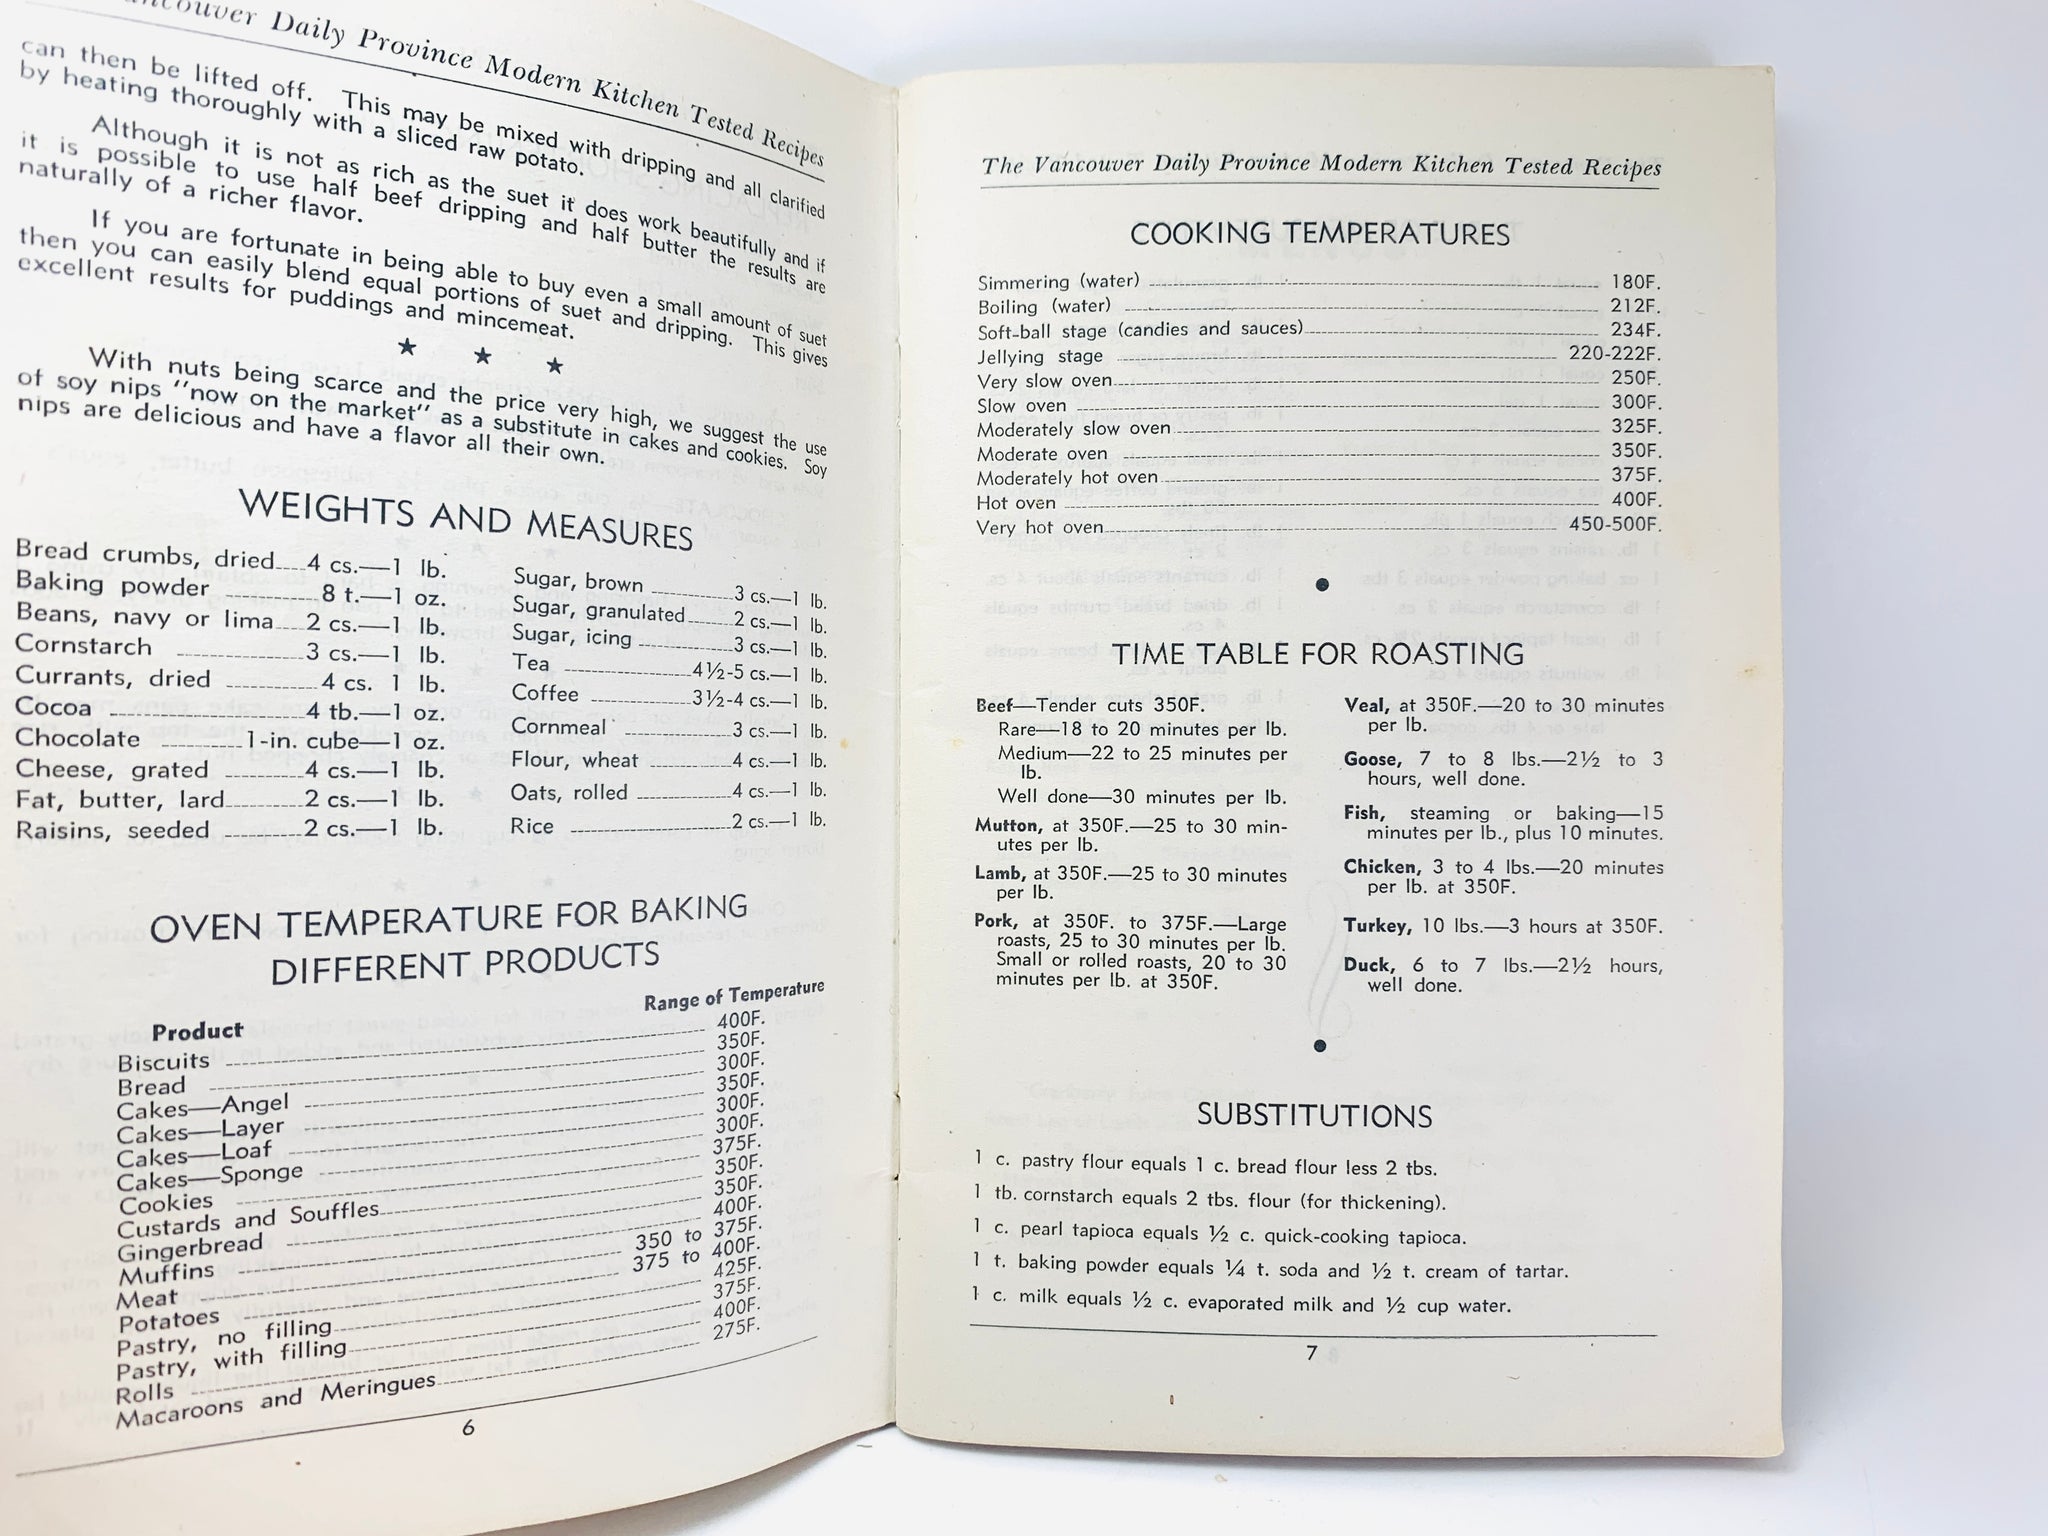 ncouver Daily Province Modern Kitchen Tested Recipes
can then be lifted off. This may be mixed with dripping and all clarified
by heating thoroughly with a sliced raw potato.
Although it is not as rich as the suet it does work beautifully and if
it is possible to use half beef dripping and half butter the results are
naturally of a richer flavor.
If you are fortunate in being able to buy even a small amount of suet
then you can easily blend equal portions of suet and dripping. This gives
excellent results for puddings and mincemeat.
★ ★ ★
With nuts being scarce and the price very high, we suggest the use
of soy nips "now on the market" as a substitute in cakes and cookies. Soy
nips are delicious and have a flavor all their own.
WEIGHTS AND MEASURES
Bread crumbs, dried 4 cs.—1 lb.
Baking powder 8 t.—1 oz.
Beans, navy or lima 2 cs.—1 lb.
Cornstarch 3 cs.—1 lb.
Currants, dried 4 cs. 1 lb.
Cocoa 4 tb.—1 oz.
Chocolate 1-in. cube—1 oz.
Cheese, grated 4 cs.—1 lb.
Fat, butter, lard 2 cs.—1 lb.
Raisins, seeded 2 cs.—1 lb.
Sugar, brown 3 cs.—1 lb.
Sugar, granulated 2 cs.—1 lb.
Sugar, icing 3 cs.—1 lb.
Tea 4½-5 cs.—1 lb.
Coffee 3½-4 cs.—1 lb.
Cornmeal 3 cs.—1 lb.
Flour, wheat 4 cs.—1 lb.
Oats, rolled 4 cs.—1 lb.
Rice 2 cs.—1 lb.
OVEN TEMPERATURE FOR BAKING
DIFFERENT PRODUCTS
Product Range of Temperature
Biscuits 400F.
Bread 350F.
Cakes—Angel 300F.
Cakes—Layer 350F.
Cakes—Loaf 300F.
Cakes—Sponge 300F.
Cookies 375F.
Custards and Souffles 350F.
Gingerbread 350F.
Muffins 400F.
Meat 350 to 375F.
Potatoes 375 to 400F.
Pastry, no filling 425F.
Pastry, with filling 375F.
Rolls 400F.
Macaroons and Meringues 275F.
6
The Vancouver Daily Province Modern Kitchen Tested Recipes
COOKING TEMPERATURES
Simmering (water) 180F.
Boiling (water) 212F.
Soft-ball stage (candies and sauces) 234F.
Jellying stage 220-222F.
Very slow oven 250F.
Slow oven 300F.
Moderately slow oven 325F.
Moderate oven 350F.
Moderately hot oven 375F.
Hot oven 400F.
Very hot oven 450-500F.
TIME TABLE FOR ROASTING
Beef—Tender cuts 350F.
Rare—18 to 20 minutes per lb.
Medium—22 to 25 minutes per
lb.
Well done—30 minutes per lb.
Mutton, at 350F.—25 to 30 min-
utes per lb.
Lamb, at 350F.—25 to 30 minutes
per lb.
Pork, at 350F. to 375F.—Large
roasts, 25 to 30 minutes per lb.
Small or rolled roasts, 20 to 30
minutes per lb. at 350F.
Veal, at 350F.—20 to 30 minutes
per lb.
Goose, 7 to 8 lbs.—2½ to 3
hours, well done.
Fish, steaming or baking—15
minutes per lb., plus 10 minutes.
Chicken, 3 to 4 lbs.—20 minutes
per lb. at 350F.
Turkey, 10 lbs.—3 hours at 350F.
Duck, 6 to 7 lbs.—2½ hours,
well done.
SUBSTITUTIONS
1 c. pastry flour equals 1 c. bread flour less 2 tbs.
1 tb. cornstarch equals 2 tbs. flour (for thickening).
1 c. pearl tapioca equals ½ c. quick-cooking tapioca.
1 t. baking powder equals ¼ t. soda and ½ t. cream of tartar.
1 c. milk equals ½ c. evaporated milk and ½ cup water.
7